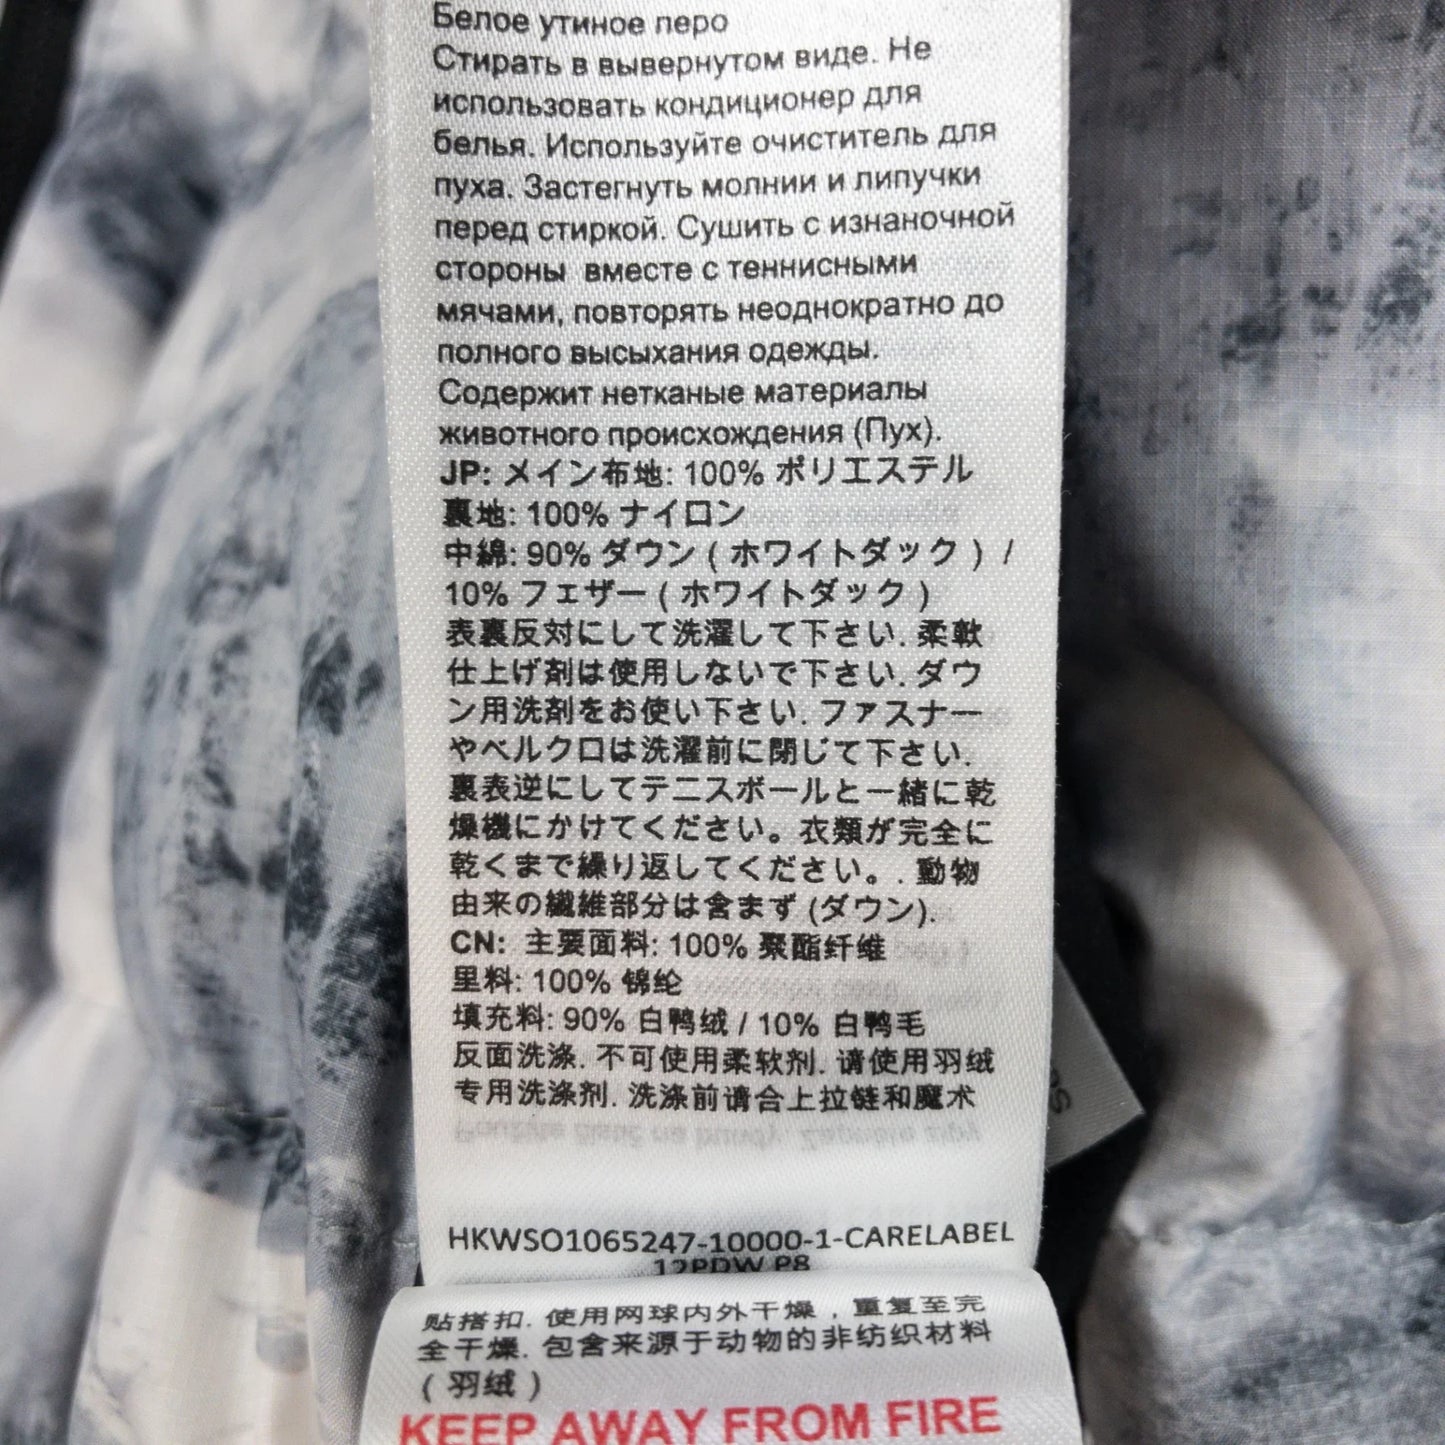 Белое утиное перо
Стирать в вывернутом виде. Не
использовать кондиционер для
белья. Используйте очиститель для
пуха. Застегнуть молнии и липучки
перед стиркой. Сушить с изнаночной
стороны вместе с теннисными
мячами, повторять неоднократно до
полного высыхания одежды.
Содержит нетканые материалы
животного происхождения (Пух).
JP: メイン布地: 100% ポリエステル
裏地: 100% ナイロン
中綿: 90% ダウン ( ホワイトダック ) /
10% フェザー ( ホワイトダック )
表裏反対にして洗濯して下さい. 柔軟
仕上げ剤は使用しないで下さい. ダウ
ン用洗剤をお使い下さい. ファスナー
やベルクロは洗濯前に閉じて下さい.
裏表逆にしてテニスボールと一緒に乾
燥機にかけてください。衣類が完全に
乾くまで繰り返してください。. 動物
由来の繊維部分は含まず (ダウン).
CN: 主要面料: 100% 聚酯纤维
里料: 100% 锦纶
填充料: 90% 白鸭绒 / 10% 白鸭毛
反面洗涤. 不可使用柔软剂. 请使用羽绒
专用洗涤剂. 洗涤前请合上拉链和魔术
HKWSO1065247-10000-1-CARELABEL
12PDW P8
贴搭扣. 使用网球内外干燥，重复至完
全干燥. 包含来源于动物的非纺织材料
( 羽绒 )
KEEP AWAY FROM FIRE